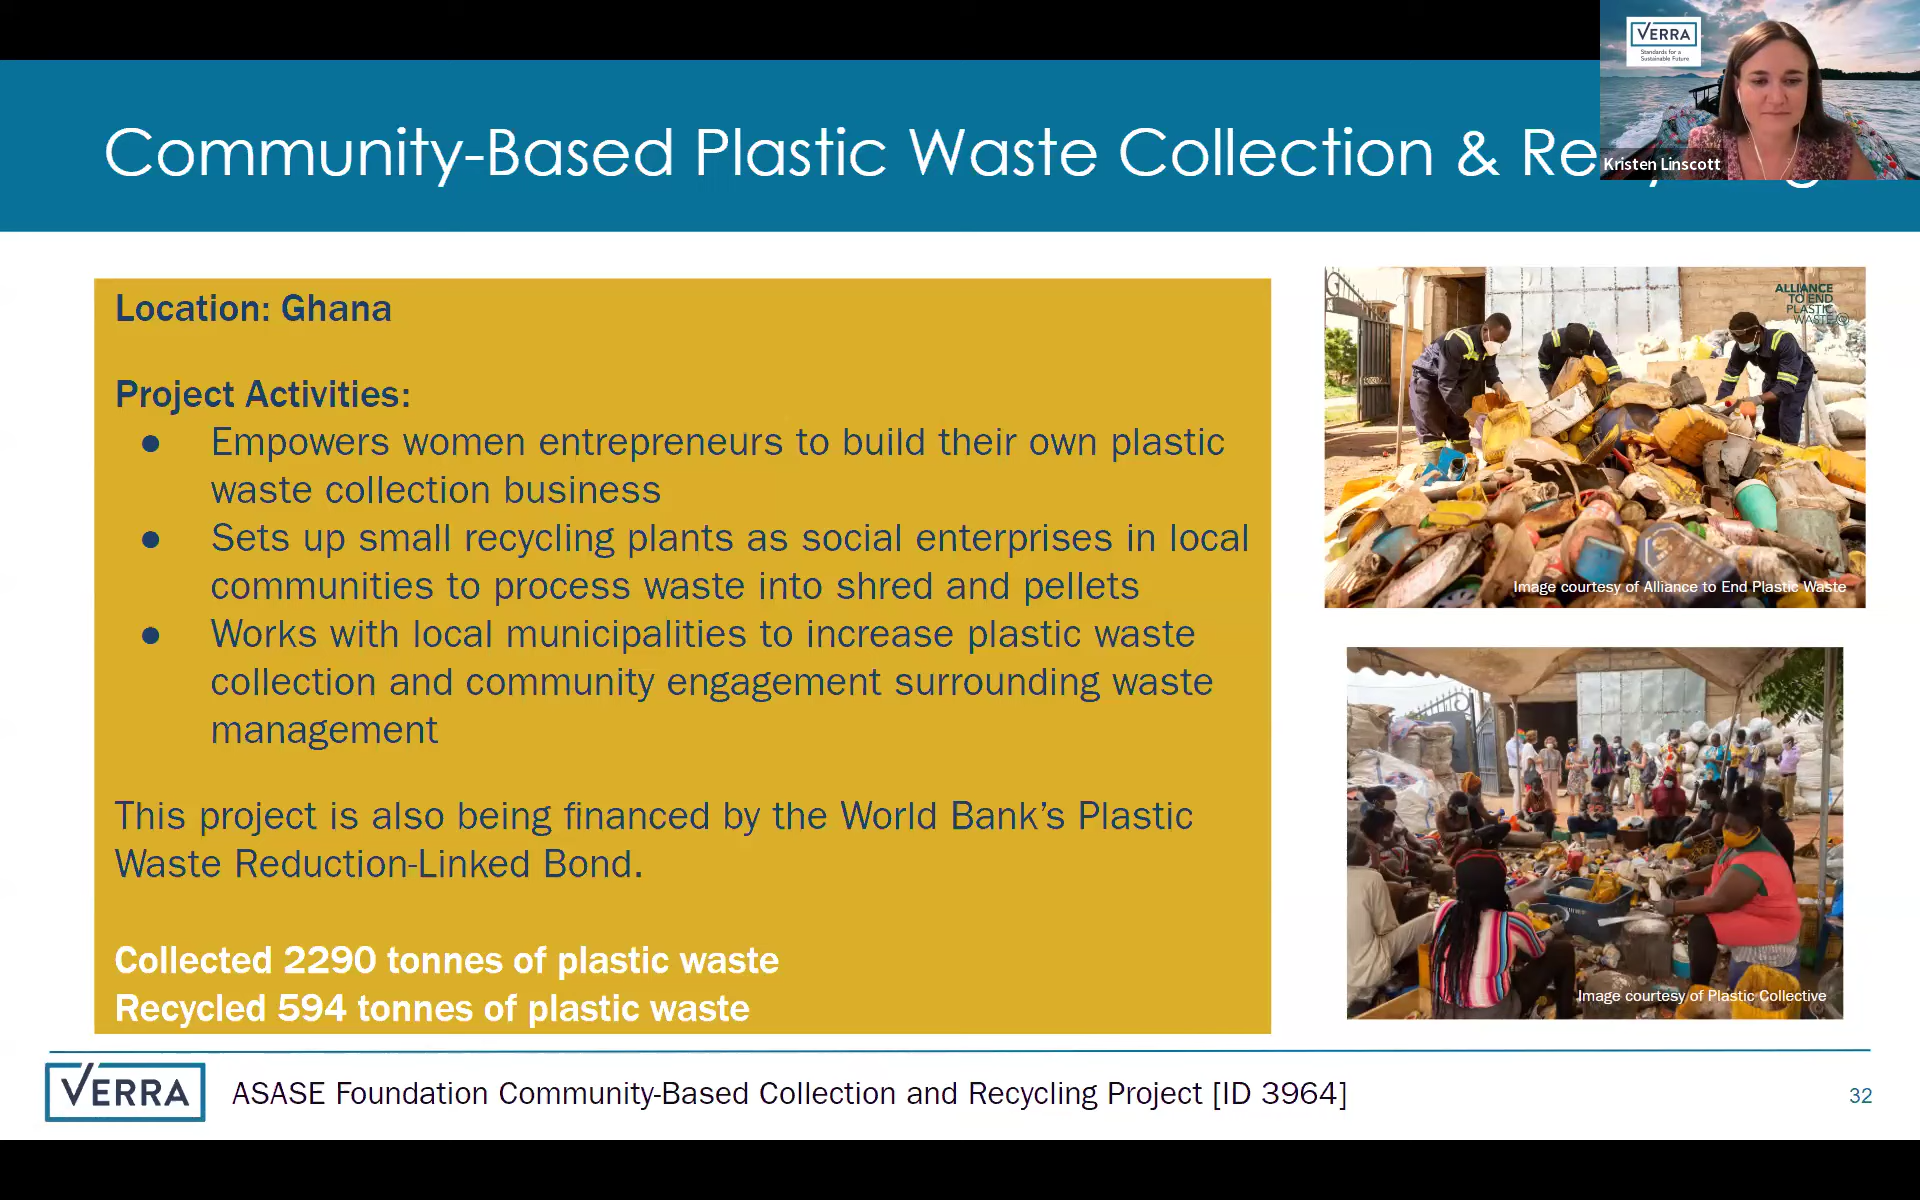 VERRA
Standards for a
Sustainable Future
Kristen Linscott
Community-Based Plastic Waste Collection & Re
Location: Ghana
Project Activities:
● Empowers women entrepreneurs to build their own plastic
waste collection business
● Sets up small recycling plants as social enterprises in local
communities to process waste into shred and pellets
● Works with local municipalities to increase plastic waste
collection and community engagement surrounding waste
management
This project is also being financed by the World Bank’s Plastic
Waste Reduction-Linked Bond.
Collected 2290 tonnes of plastic waste
Recycled 594 tonnes of plastic waste
ALLIANCE
TO END
PLASTIC
WASTE
Image courtesy of Alliance to End Plastic Waste
Image courtesy of Plastic Collective
VERRA
ASASE Foundation Community-Based Collection and Recycling Project [ID 3964]
32